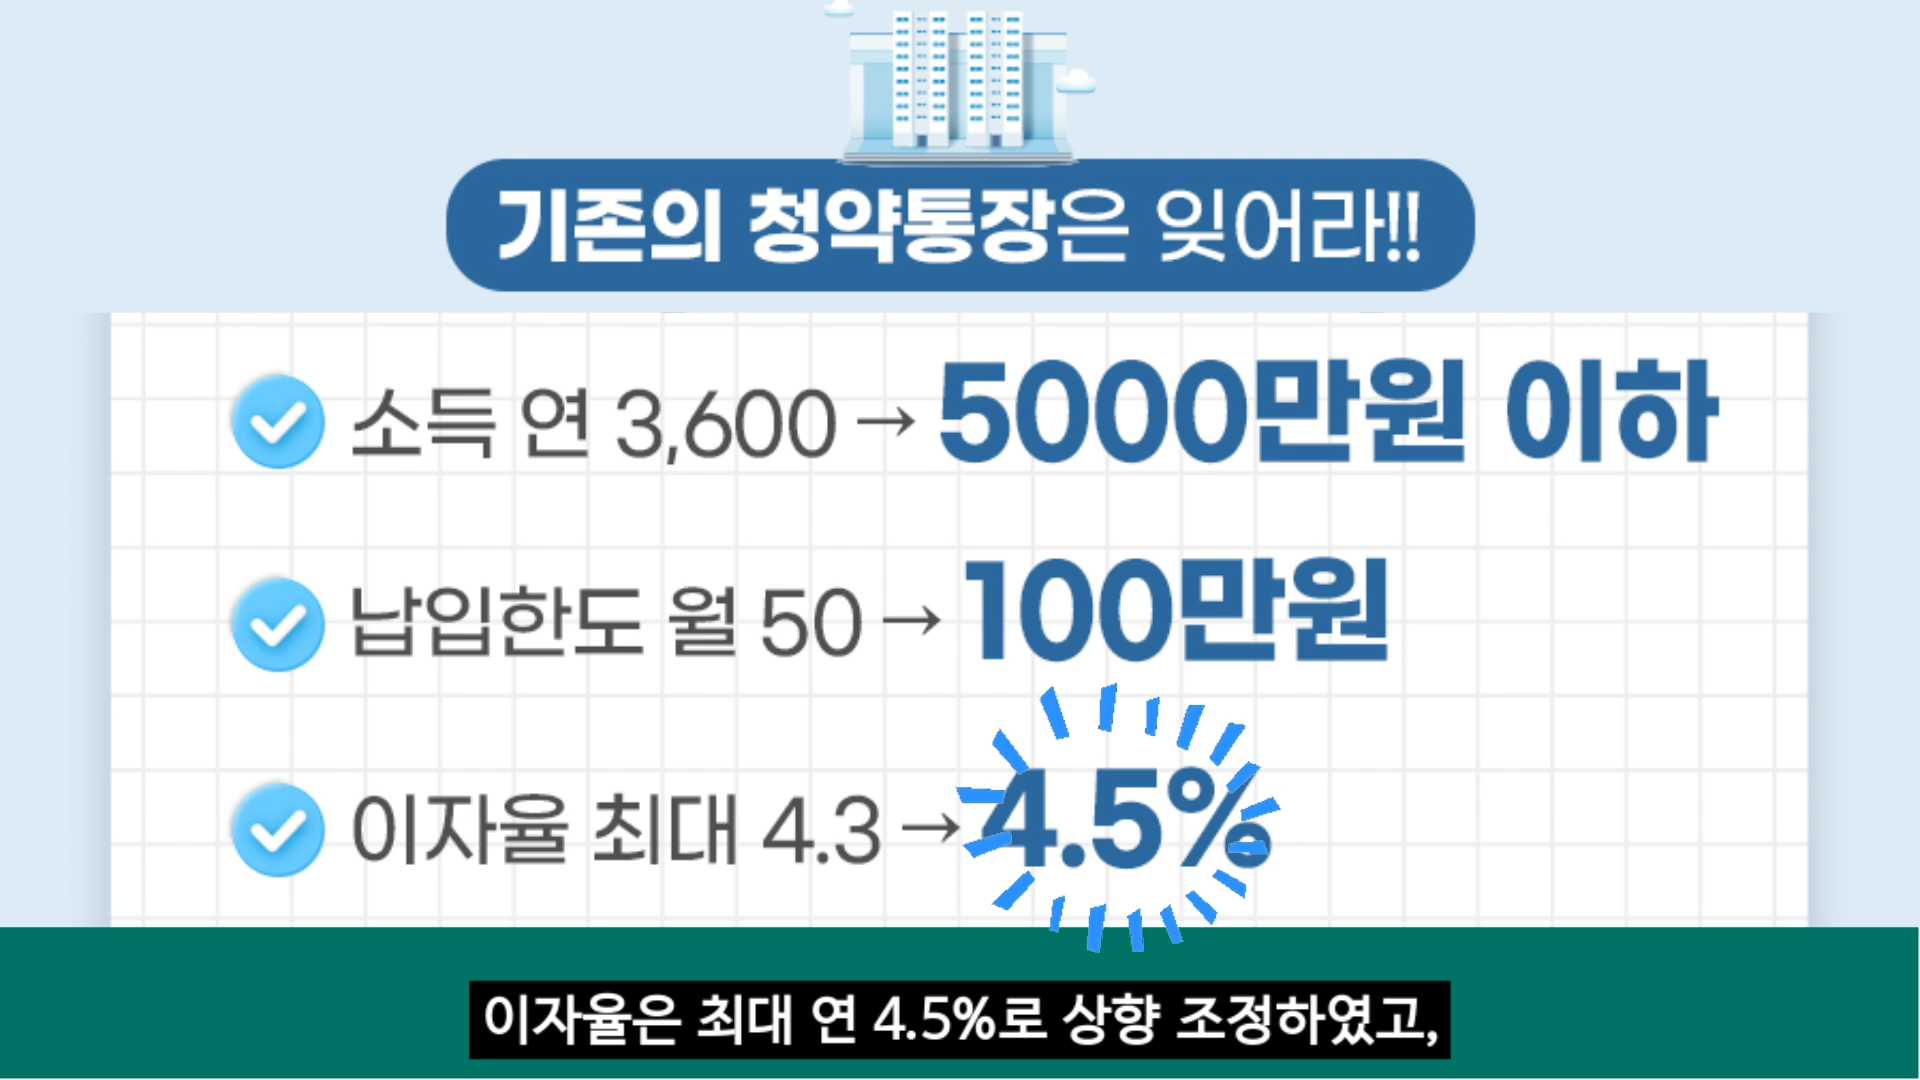 기존의 청약통장은 잊어라!!
소득 연 3,600 → 5000만원 이하
납입한도 월 50 → 100만원
이자율 최대 4.3 → 4.5%
이자율은 최대 연 4.5%로 상향 조정하였고,